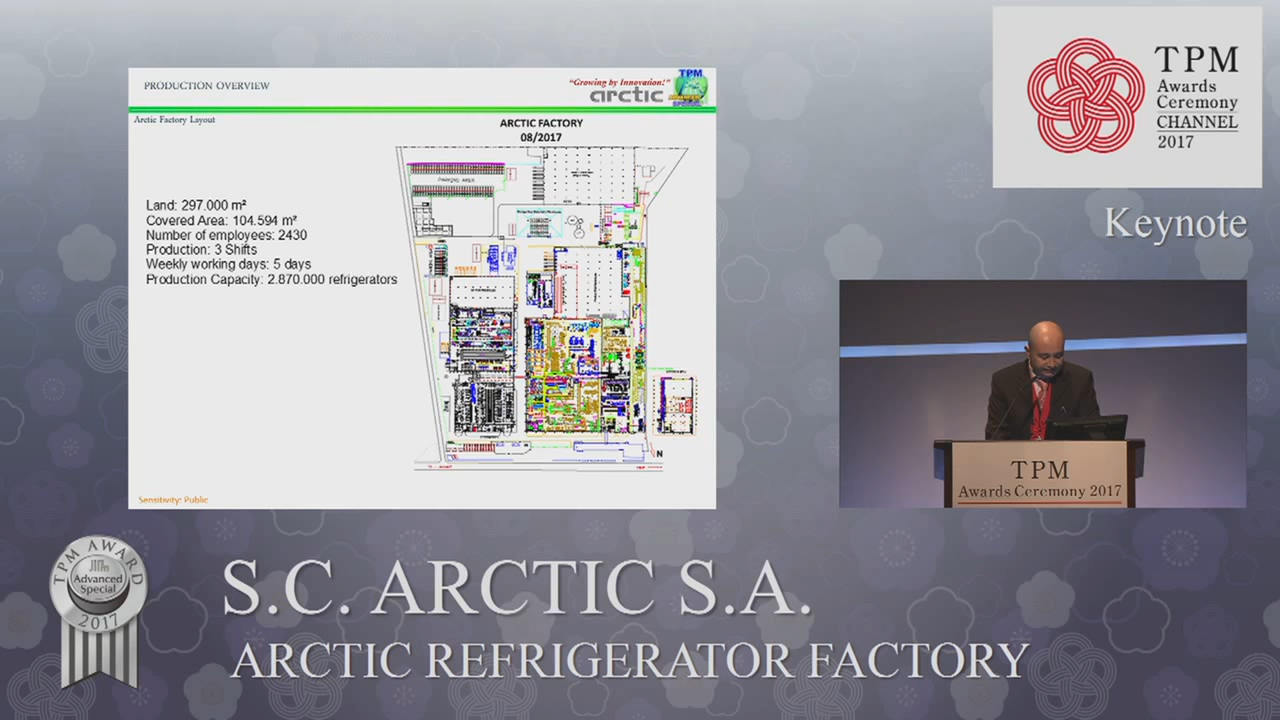 PRODUCTION OVERVIEW
"Growing by Innovation!"
arctic
TPM
Arctic Factory Layout
ARCTIC FACTORY
08/2017
Land: 297.000 m²
Covered Area: 104.594 m²
Number of employees: 2430
Production: 3 Shifts
Weekly working days: 5 days
Production Capacity: 2.870.000 refrigerators
N
Sensitivity: Public
TPM
Awards
Ceremony
CHANNEL
2017
Keynote
TPM
Awards Ceremony 2017
TPM AWARD
JIPM
Advanced
Special
2017
S.C. ARCTIC S.A.
ARCTIC REFRIGERATOR FACTORY